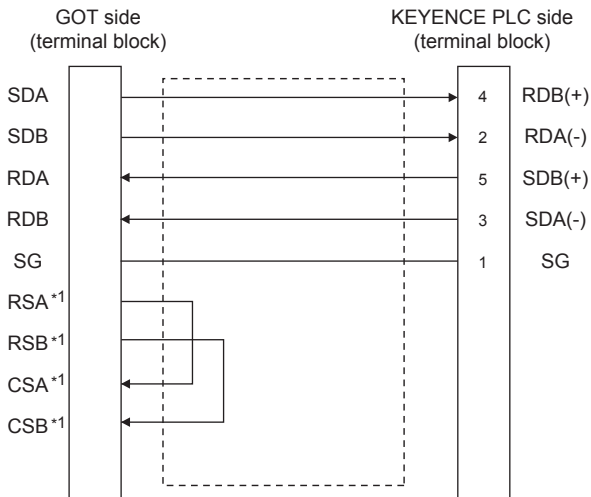 GOT side
(terminal block)
KEYENCE PLC side
(terminal block)
SDA 4 RDB(+)
SDB 2 RDA(-)
RDA 5 SDB(+)
RDB 3 SDA(-)
SG 1 SG
RSA*1
RSB*1
CSA*1
CSB*1